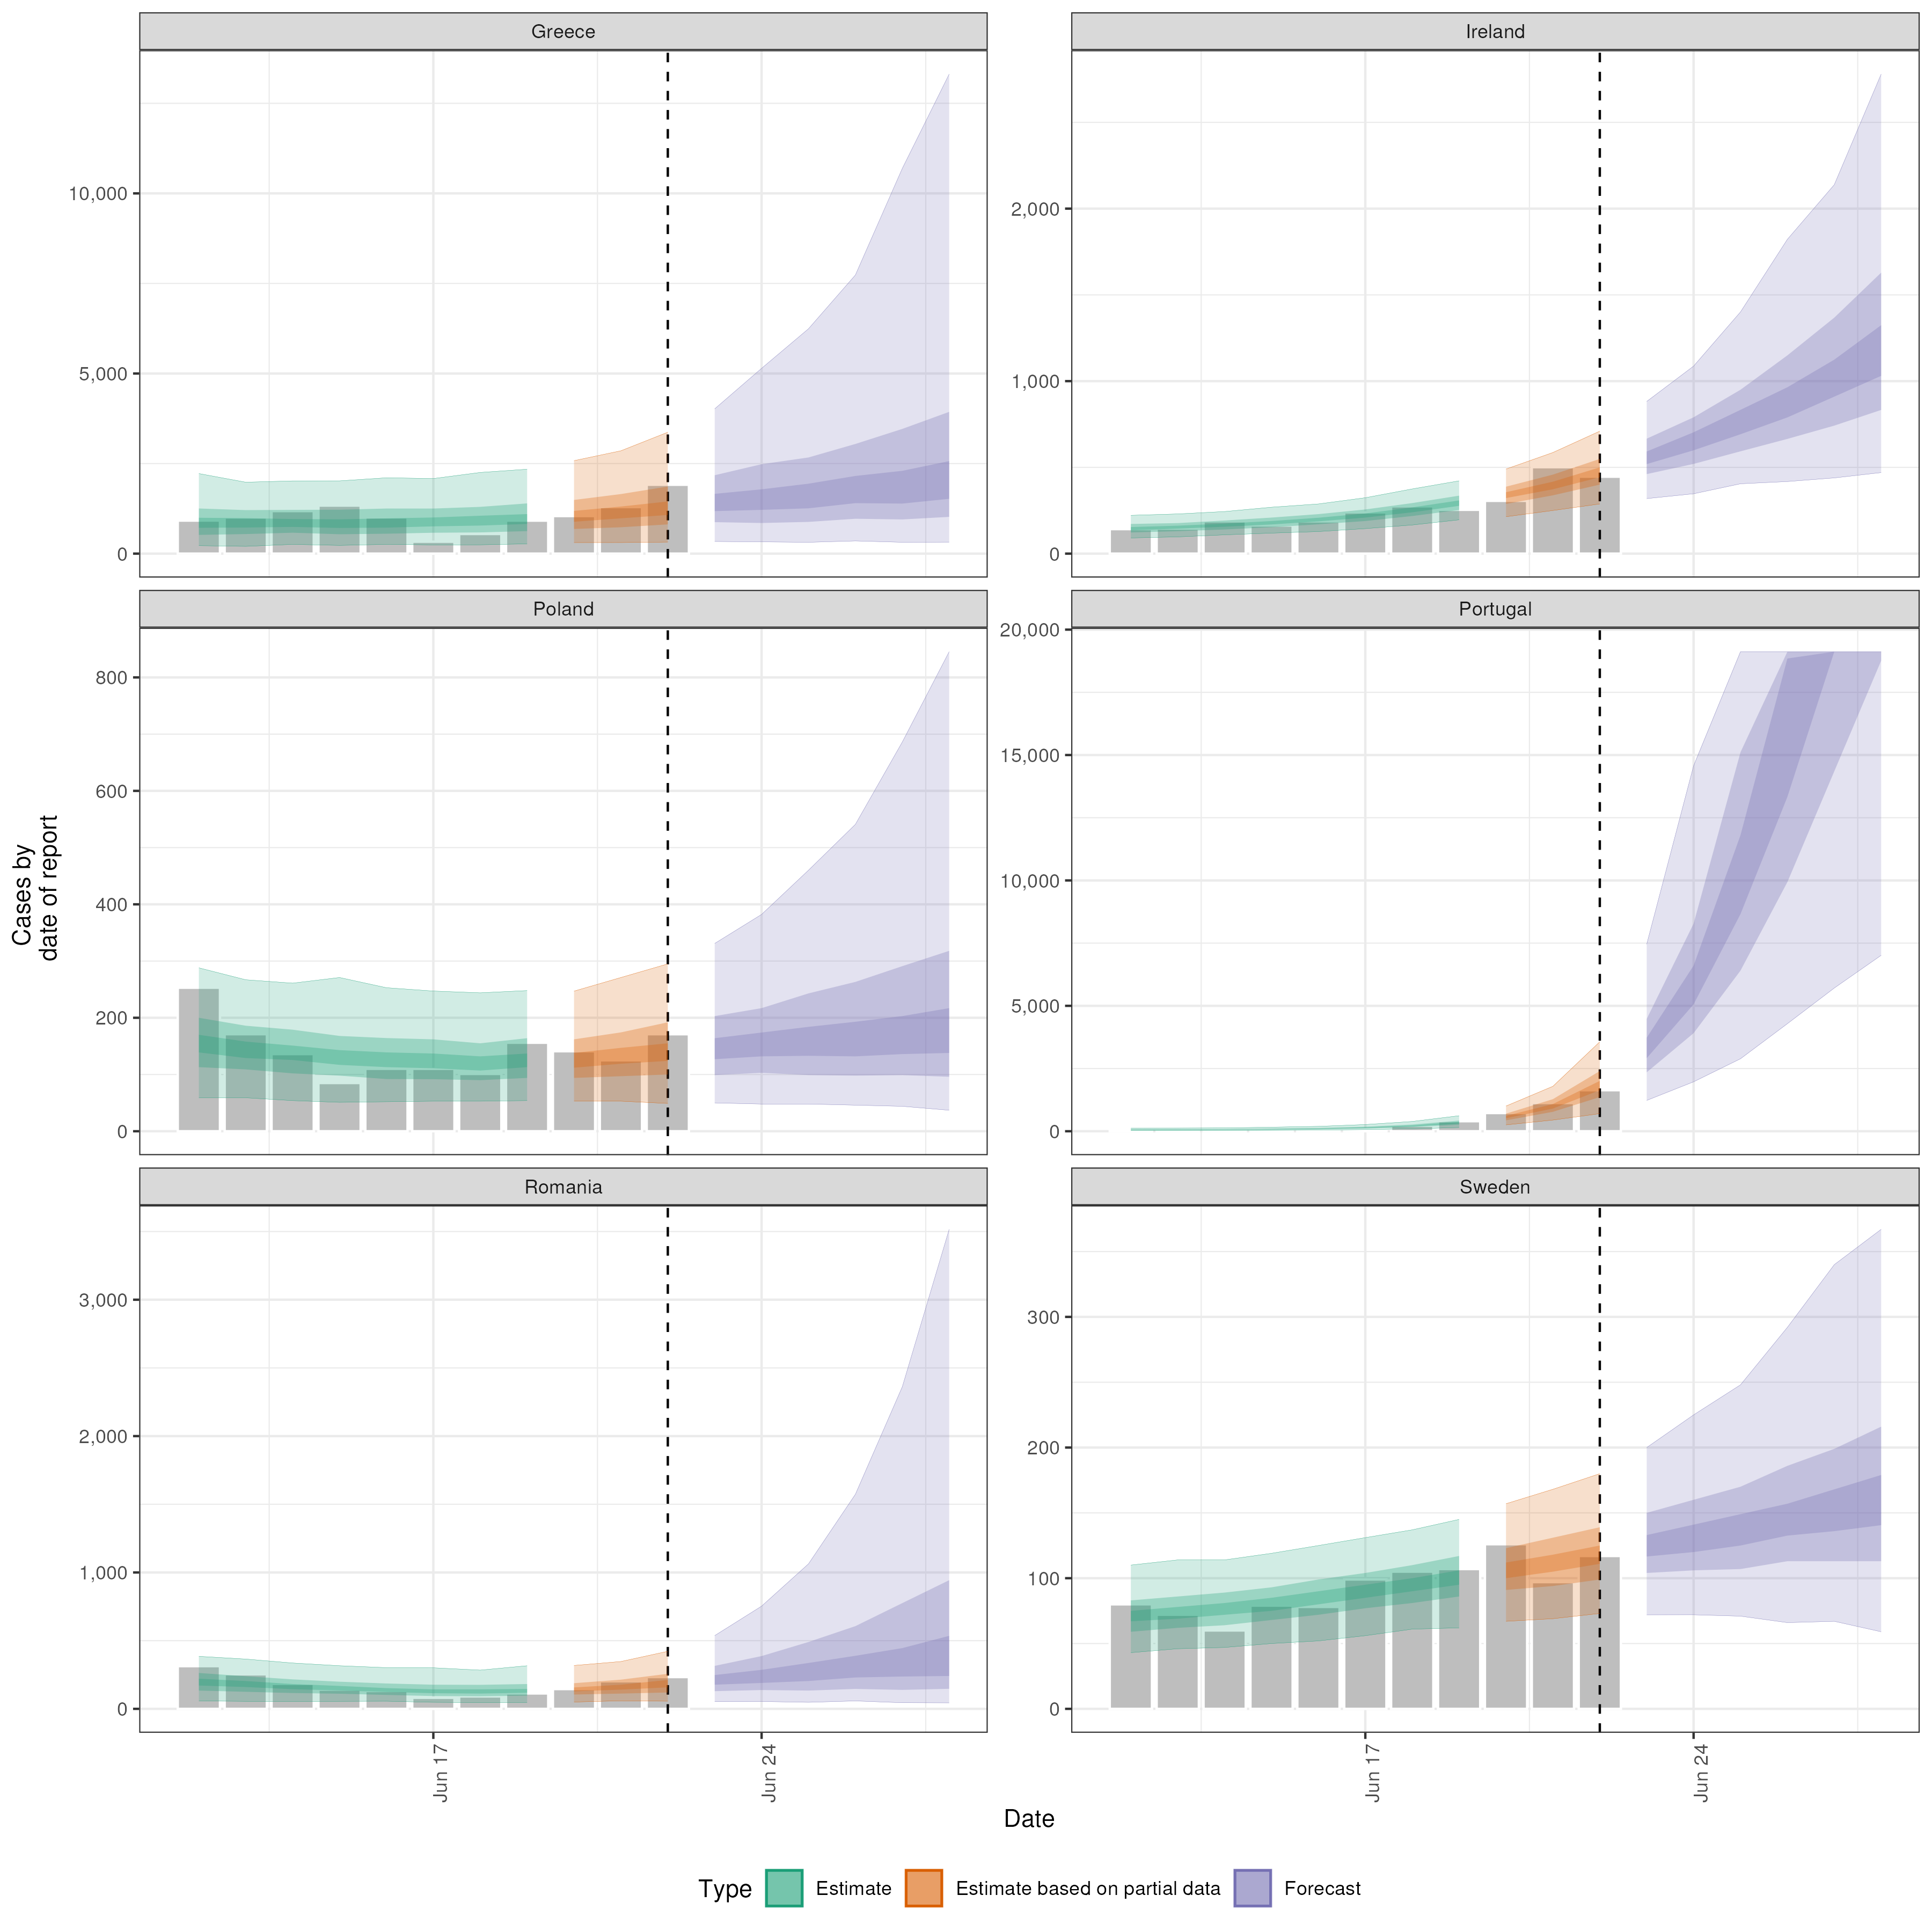 Greece
Ireland
10,000
5,000
0
2,000
1,000
0
Poland
Portugal
800
600
400
200
0
20,000
15,000
10,000
5,000
0
Cases by
date of report
Romania
Sweden
3,000
2,000
1,000
0
300
200
100
0
Jun 17
Jun 24
Jun 17
Jun 24
Date
Type
Estimate
Estimate based on partial data
Forecast